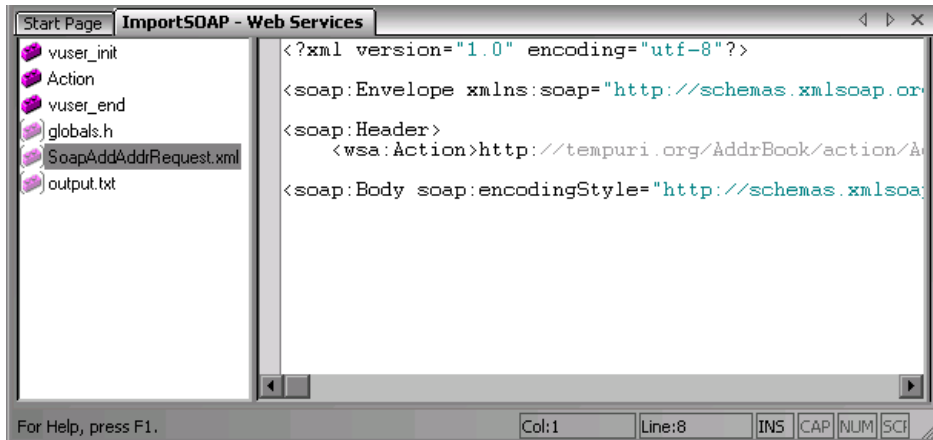 Start Page
ImportSOAP - Web Services
vuser_init
Action
vuser_end
globals.h
SoapAddAddrRequest.xml
output.txt
<?xml version="1.0" encoding="utf-8"?>
<soap:Envelope xmlns:soap="http://schemas.xmlsoap.or
<soap:Header>
<wsa:Action>http://tempuri.org/AddrBook/action/A
<soap:Body soap:encodingStyle="http://schemas.xmlsoa
For Help, press F1.
Col:1
Line:8
INS
CAP
NUM